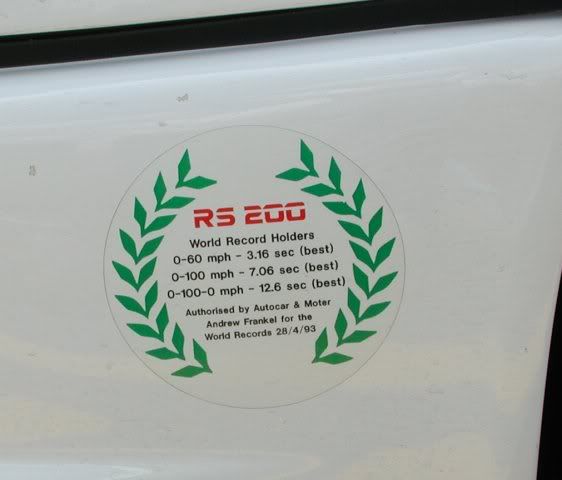 RS 200
World Record Holders
0-60 mph - 3.16 sec (best)
0-100 mph - 7.06 sec (best)
0-100-0 mph - 12.6 sec (best)
Authorised by Autocar & Moter
Andrew Frankel for the
World Records 28/4/93